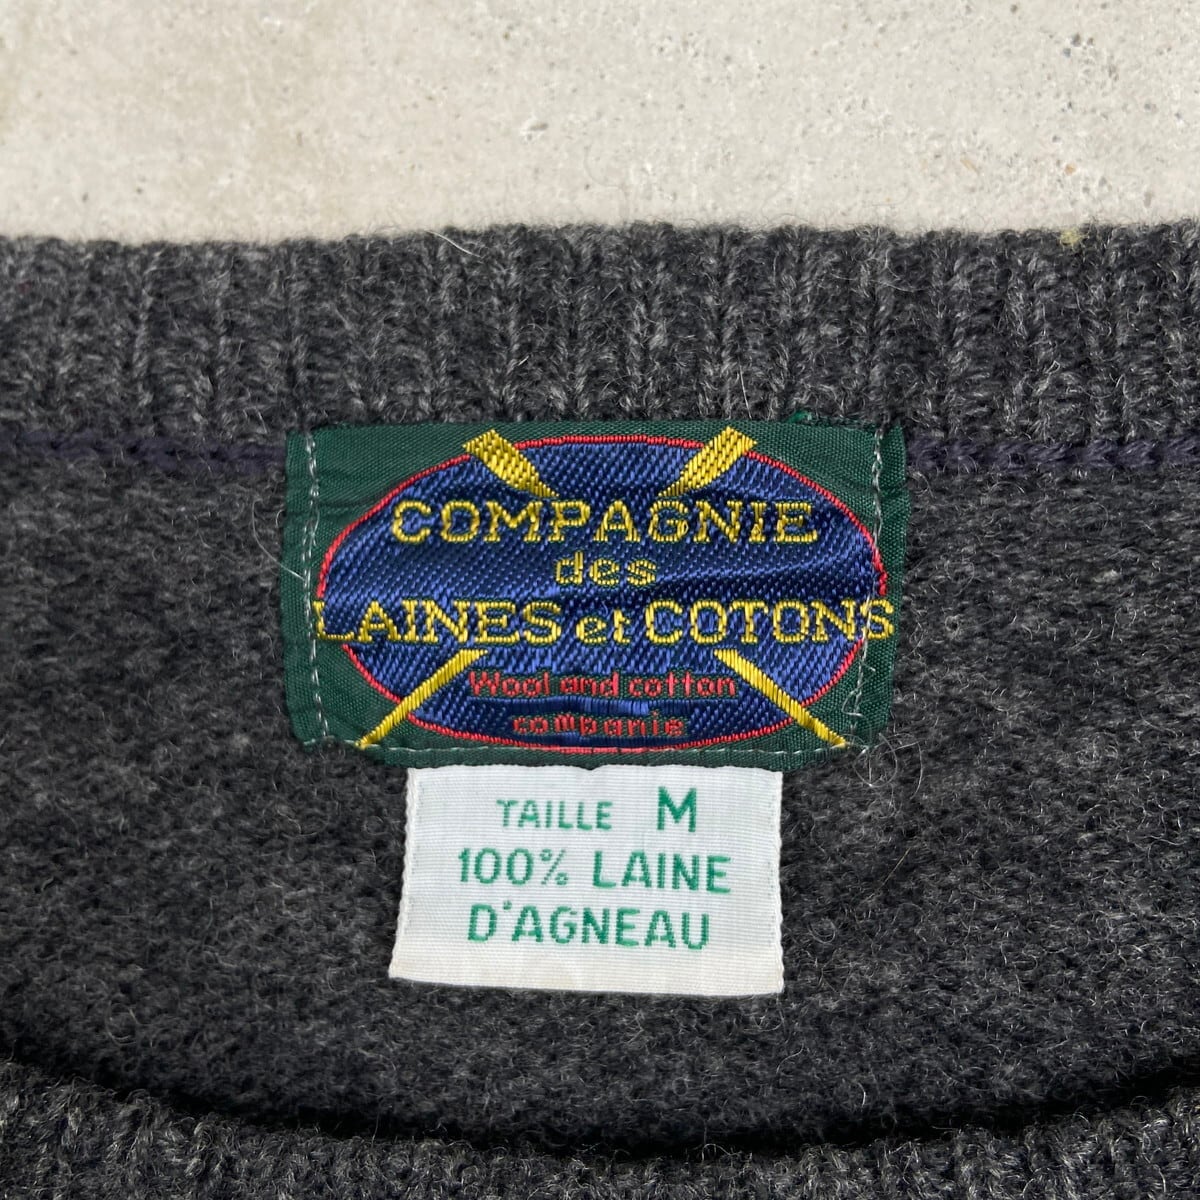 COMPAGNIE
des
LAINES et COTONS
Wool and cotton
companie
TAILLE M
100% LAINE
D'AGNEAU